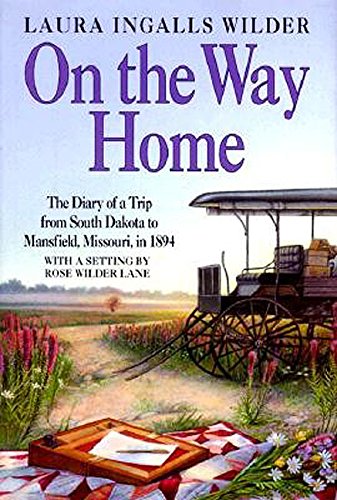 LAURA INGALLS WILDER
On the Way
Home
The Diary of a Trip
from South Dakota to
Mansfield, Missouri, in 1894
WITH A SETTING BY
ROSE WILDER LANE